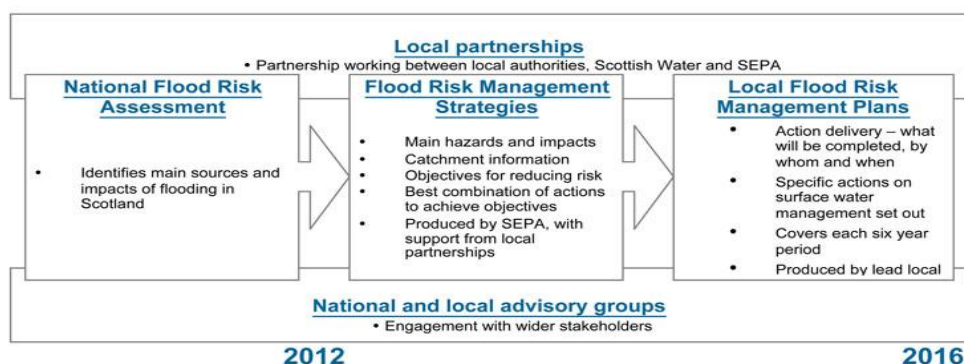 Local partnerships
• Partnership working between local authorities, Scottish Water and SEPA
National Flood Risk
Assessment
• Identifies main sources and
impacts of flooding in
Scotland
Flood Risk Management
Strategies
• Main hazards and impacts
• Catchment information
• Objectives for reducing risk
• Best combination of actions
to achieve objectives
• Produced by SEPA, with
support from local
partnerships
Local Flood Risk
Management Plans
• Action delivery – what
will be completed, by
whom and when
• Specific actions on
surface water
management set out
• Covers each six year
period
• Produced by lead local
National and local advisory groups
• Engagement with wider stakeholders
2012
2016